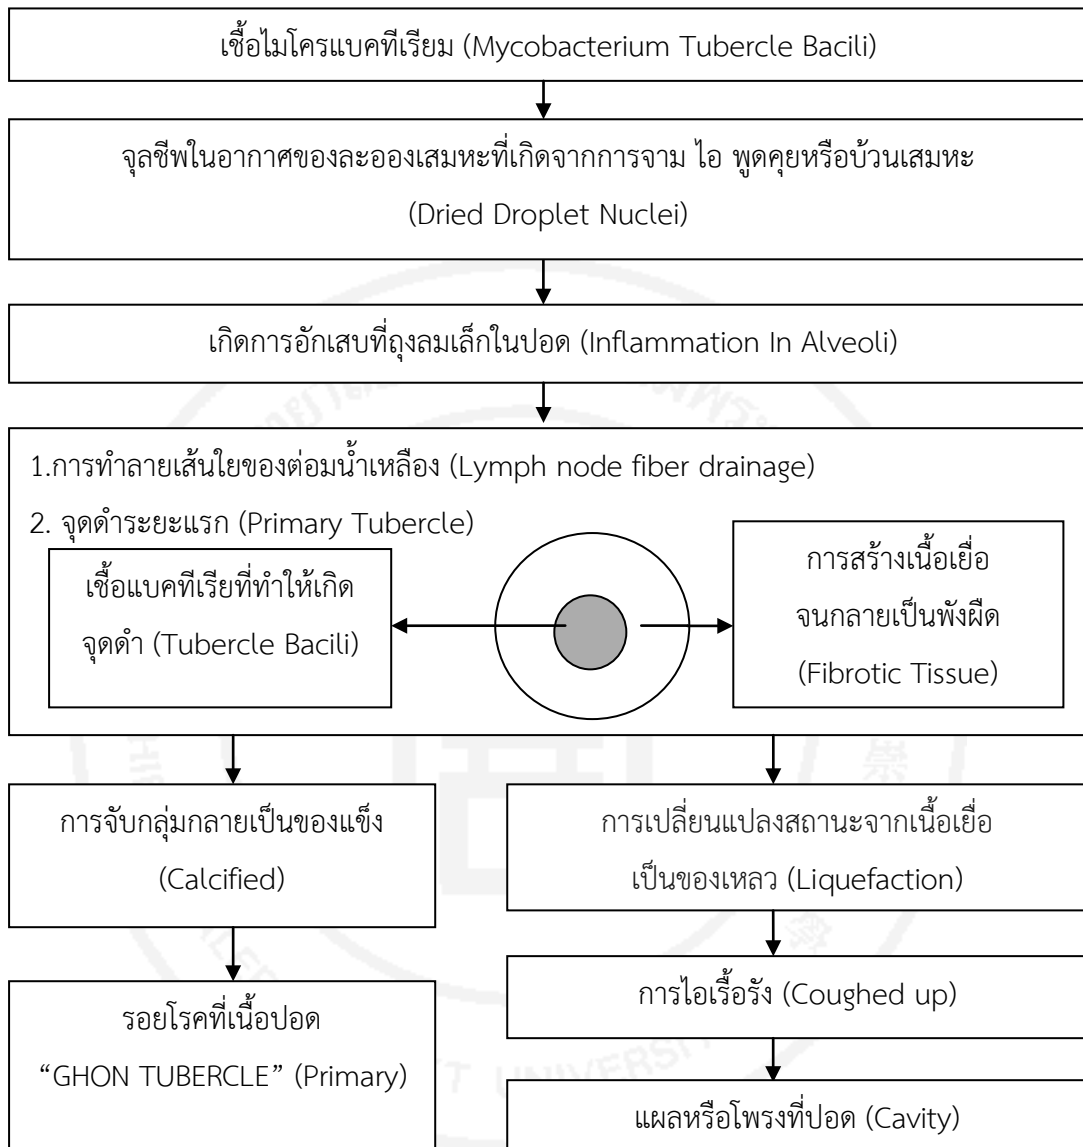 เชื้อไมโครแบคทีเรียม (Mycobacterium Tubercle Bacili)
จุลชีพในอากาศของละอองเสมหะที่เกิดจากการจาม ไอ พูดคุยหรือบ้วนเสมหะ
(Dried Droplet Nuclei)
เกิดการอักเสบที่ถุงลมเล็กในปอด (Inflammation In Alveoli)
1.การทำลายเส้นใยของต่อมน้ำเหลือง (Lymph node fiber drainage)
2. จุดดำระยะแรก (Primary Tubercle)
เชื้อแบคทีเรียที่ทำให้เกิด
จุดดำ (Tubercle Bacili)
การสร้างเนื้อเยื่อ
จนกลายเป็นพังผืด
(Fibrotic Tissue)
การจับกลุ่มกลายเป็นของแข็ง
(Calcified)
รอยโรคที่เนื้อปอด
“GHON TUBERCLE” (Primary)
การเปลี่ยนแปลงสถานะจากเนื้อเยื่อ
เป็นของเหลว (Liquefaction)
การไอเรื้อรัง (Coughed up)
แผลหรือโพรงที่ปอด (Cavity)